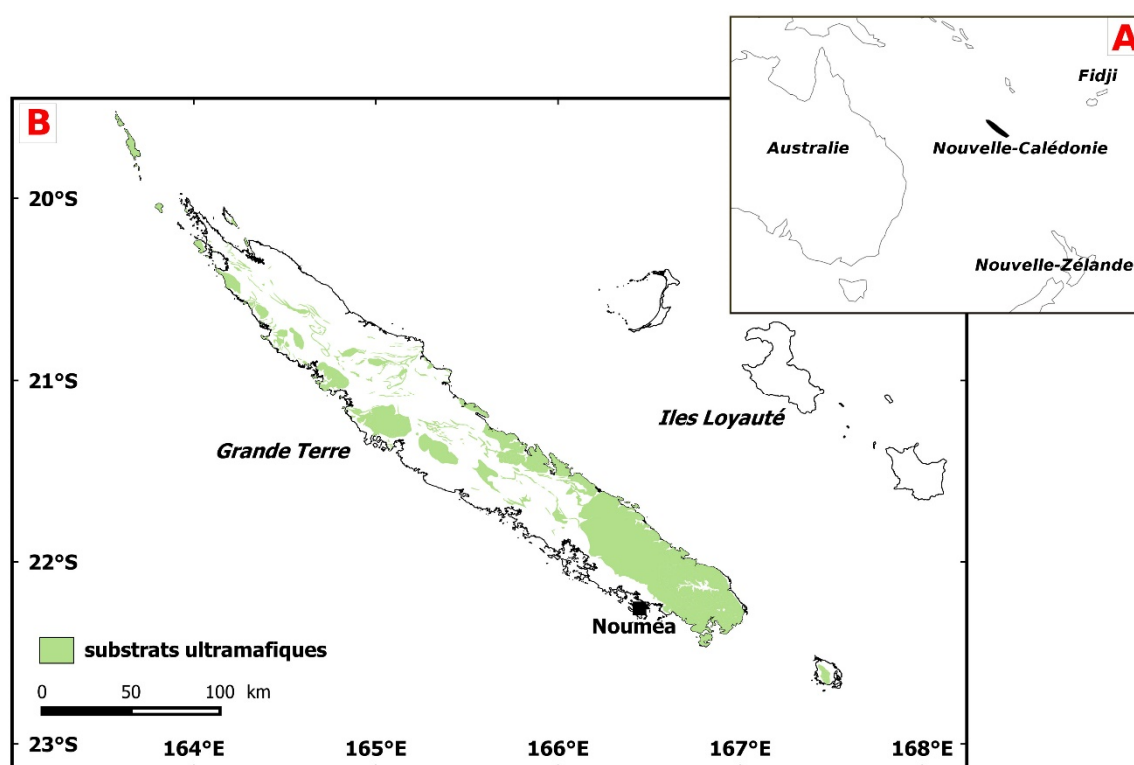 A
Fidji
Australie
Nouvelle-Calédonie
Nouvelle-Zélande
B
20°S
21°S
22°S
23°S
Iles Loyauté
Grande Terre
Nouméa
substrats ultramafiques
0 50 100 km
164°E 165°E 166°E 167°E 168°E